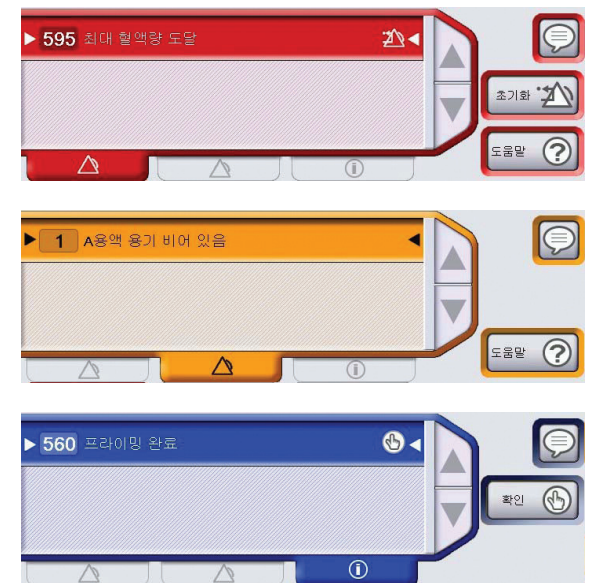 595 최대 혈액량 도달
초기화
도움말
1 A용액 용기 비어 있음
도움말
560 프라이밍 완료
확인